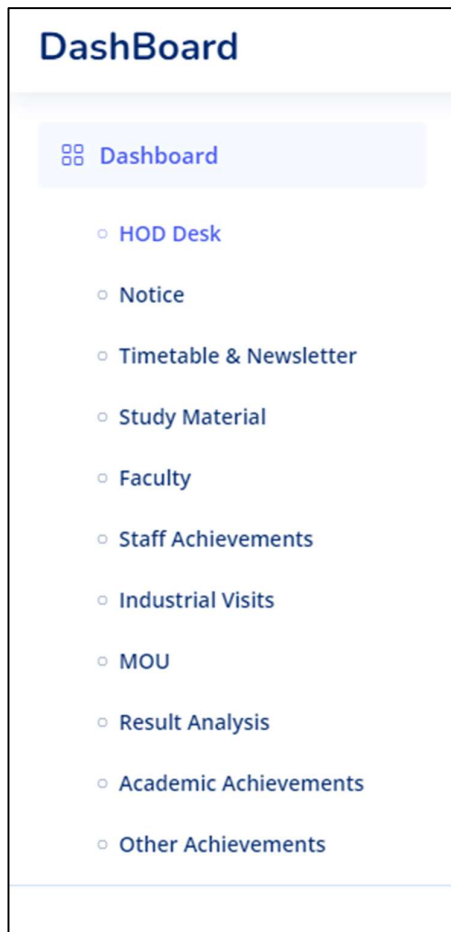 DashBoard
Dashboard
HOD Desk
Notice
Timetable & Newsletter
Study Material
Faculty
Staff Achievements
Industrial Visits
MOU
Result Analysis
Academic Achievements
Other Achievements